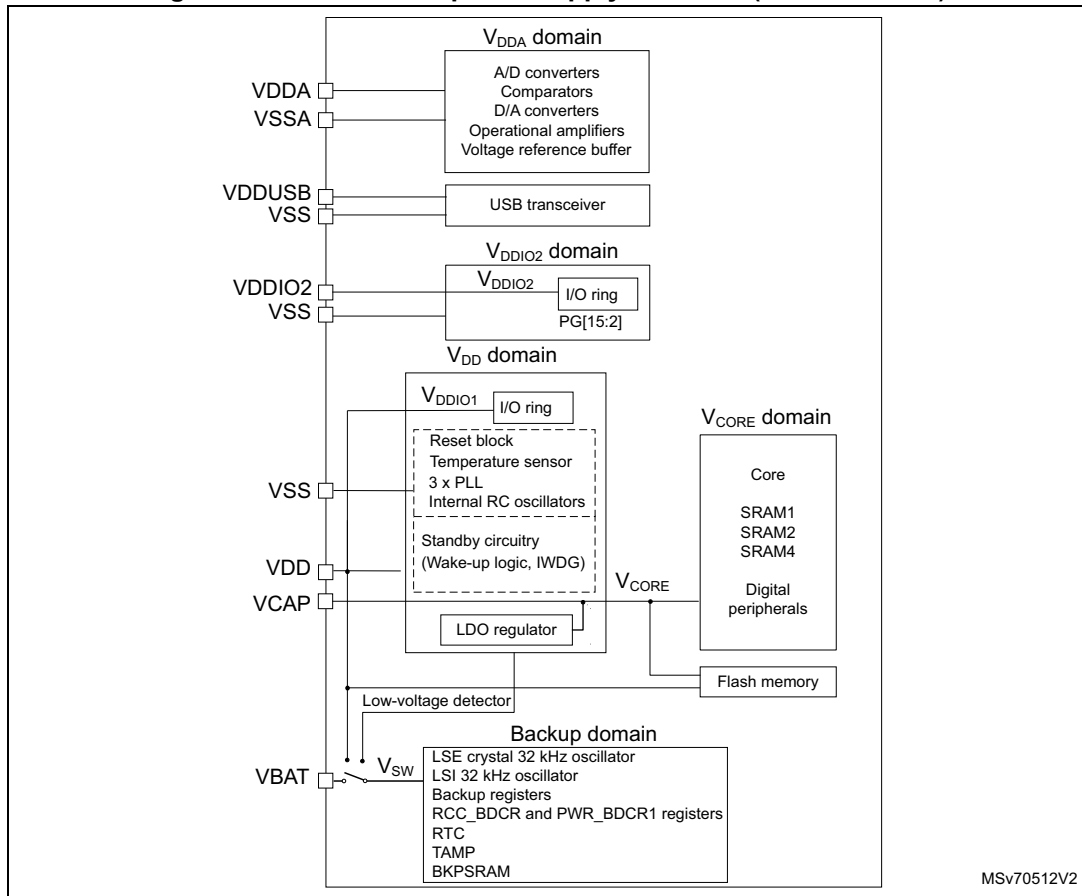 VDDA domain
A/D converters
Comparators
D/A converters
Operational amplifiers
Voltage reference buffer
VDDA
VSSA
VDDUSB
VSS
USB transceiver
VDDIO2 domain
VDDIO2
VSS
VDDIO2
I/O ring
PG[15:2]
VDD domain
VDDIO1
I/O ring
Reset block
Temperature sensor
3 x PLL
Internal RC oscillators
Standby circuitry
(Wake-up logic, IWDG)
VSS
VDD
VCAP
LDO regulator
VCORE
VCORE domain
Core
SRAM1
SRAM2
SRAM4
Digital
peripherals
Flash memory
Low-voltage detector
Backup domain
VBAT
VSW
LSE crystal 32 kHz oscillator
LSI 32 kHz oscillator
Backup registers
RCC_BDCR and PWR_BDCR1 registers
RTC
TAMP
BKPSRAM
MSv70512V2